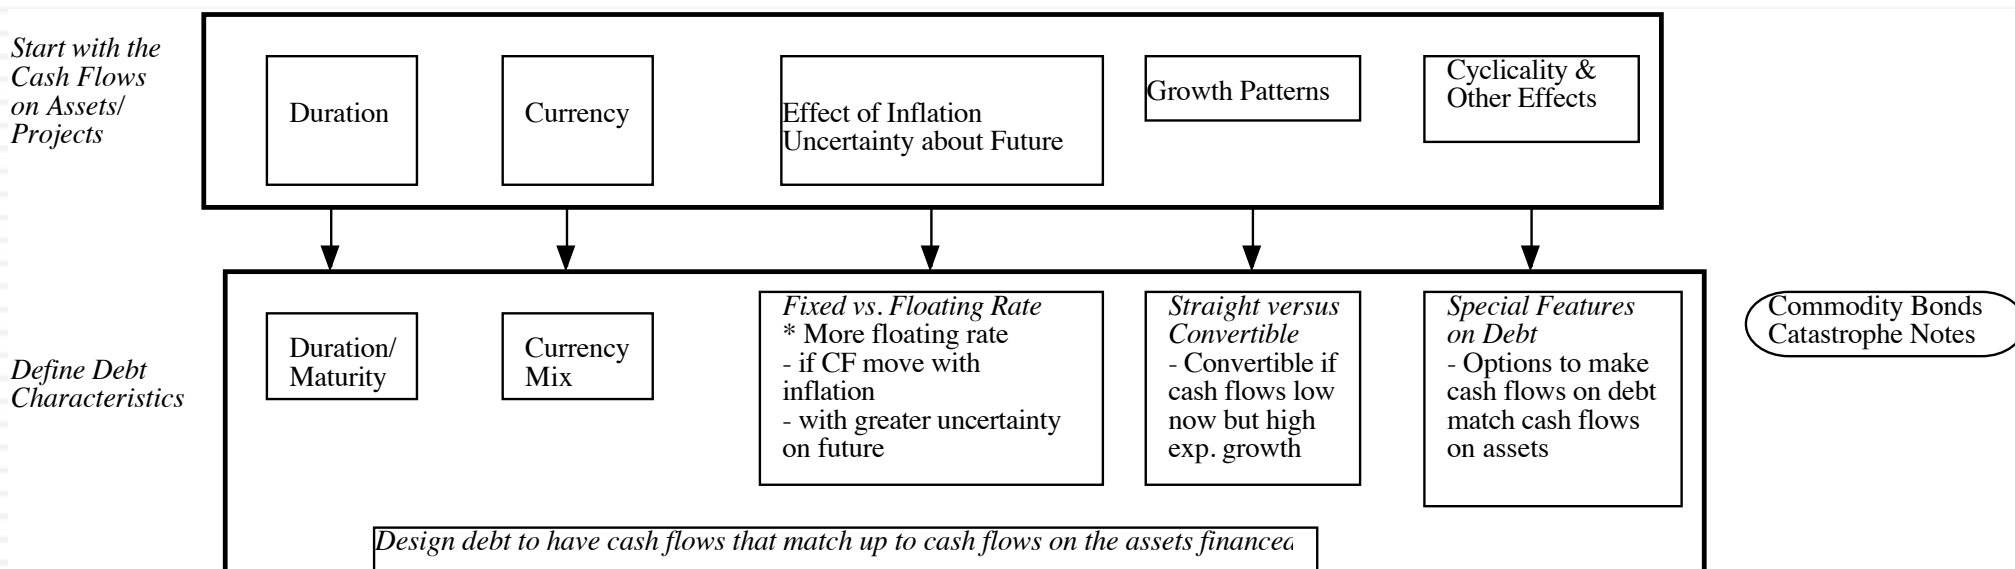 Start with the
Cash Flows
on Assets/
Projects
Duration
Currency
Effect of Inflation
Uncertainty about Future
Growth Patterns
Cyclicality &
Other Effects
Define Debt
Characteristics
Duration/
Maturity
Currency
Mix
Fixed vs. Floating Rate
* More floating rate
- if CF move with
inflation
- with greater uncertainty
on future
Straight versus
Convertible
- Convertible if
cash flows low
now but high
exp. growth
Special Features
on Debt
- Options to make
cash flows on debt
match cash flows
on assets
Commodity Bonds
Catastrophe Notes
Design debt to have cash flows that match up to cash flows on the assets financed